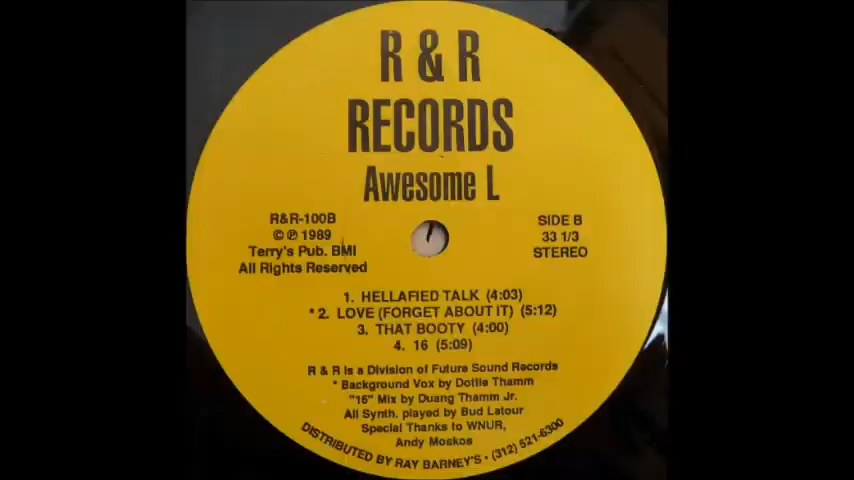 R & R
RECORDS
Awesome L
R&R-100B
© ℗ 1989
Terry's Pub. BMI
All Rights Reserved
SIDE B
33 1/3
STEREO
1. HELLAFIED TALK (4:03)
* 2. LOVE (FORGET ABOUT IT) (5:12)
3. THAT BOOTY (4:00)
4. 16 (5:09)
R & R is a Division of Future Sound Records
* Background Vox by Dottie Thamm
"16" Mix by Duang Thamm Jr.
All Synth. played by Bud Latour
Special Thanks to WNUR,
Andy Moskos
DISTRIBUTED BY RAY BARNEY'S • (312) 521-6300